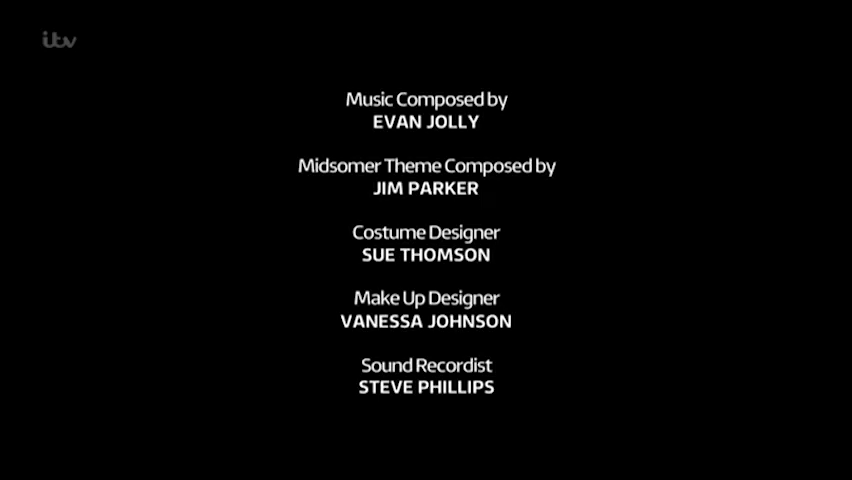 itv
Music Composed by
EVAN JOLLY
Midsomer Theme Composed by
JIM PARKER
Costume Designer
SUE THOMSON
Make Up Designer
VANESSA JOHNSON
Sound Recordist
STEVE PHILLIPS